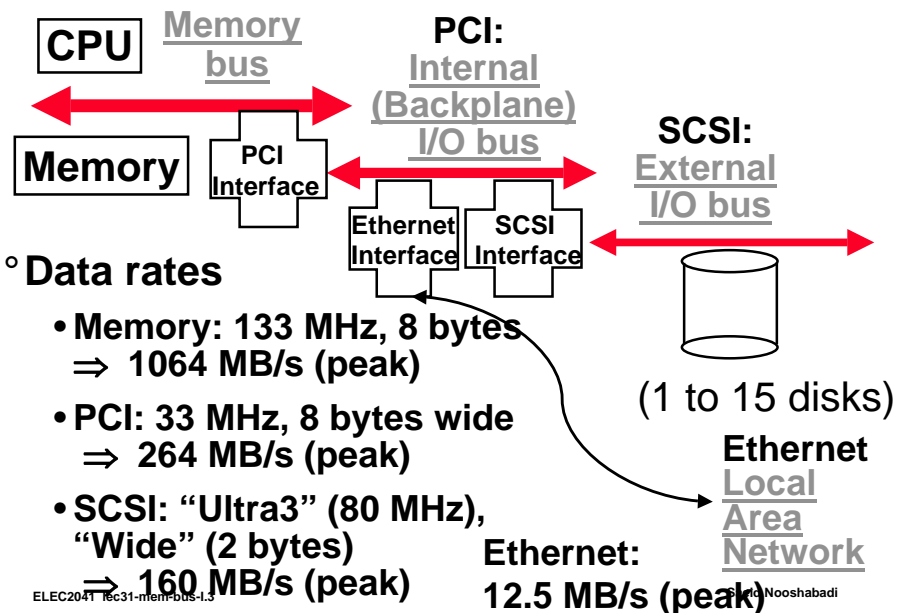 CPU
Memory
bus
PCI:
Internal
(Backplane)
I/O bus
SCSI:
External
I/O bus
Memory
PCI
Interface
Ethernet
Interface
SCSI
Interface
° Data rates
• Memory: 133 MHz, 8 bytes
⇒ 1064 MB/s (peak)
• PCI: 33 MHz, 8 bytes wide
⇒ 264 MB/s (peak)
• SCSI: “Ultra3” (80 MHz),
“Wide” (2 bytes)
⇒ 160 MB/s (peak)
(1 to 15 disks)
Ethernet
Local
Area
Network
Ethernet:
12.5 MB/s (peak)
ELEC2041 lec31-mem-bus-I.3
Nooshabadi